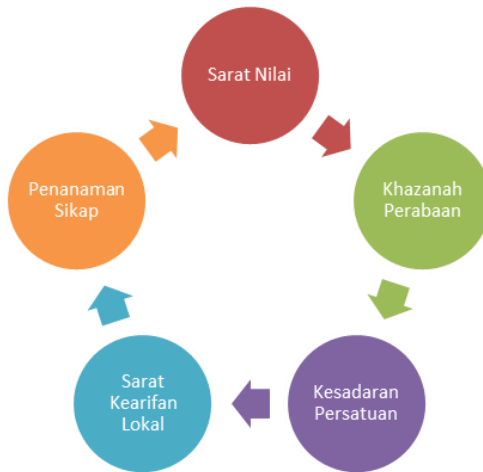 Sarat Nilai
Khazanah
Perabaan
Kesadaran
Persatuan
Sarat
Kearifan
Lokal
Penanaman
Sikap